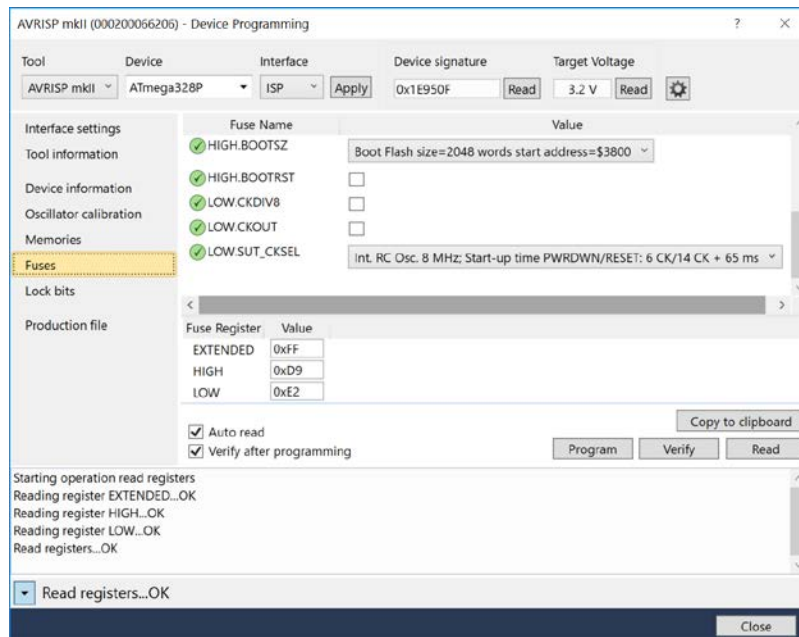 AVRISP mkII (000200066206) - Device Programming
? ×
Tool Device Interface Device signature Target Voltage
AVRISP mkII ATmega328P ISP Apply 0x1E950F Read 3.2 V Read
Interface settings
Tool information
Device information
Oscillator calibration
Memories
Fuses
Lock bits
Production file
Fuse Name Value
HIGH.BOOTSZ Boot Flash size=2048 words start address=$3800
HIGH.BOOTRST
LOW.CKDIV8
LOW.CKOUT
LOW.SUT_CKSEL Int. RC Osc. 8 MHz; Start-up time PWRDWN/RESET: 6 CK/14 CK + 65 ms
Fuse Register Value
EXTENDED 0xFF
HIGH 0xD9
LOW 0xE2
Copy to clipboard
Auto read
Verify after programming Program Verify Read
Starting operation read registers
Reading register EXTENDED...OK
Reading register HIGH...OK
Reading register LOW...OK
Read registers...OK
Read registers...OK
Close